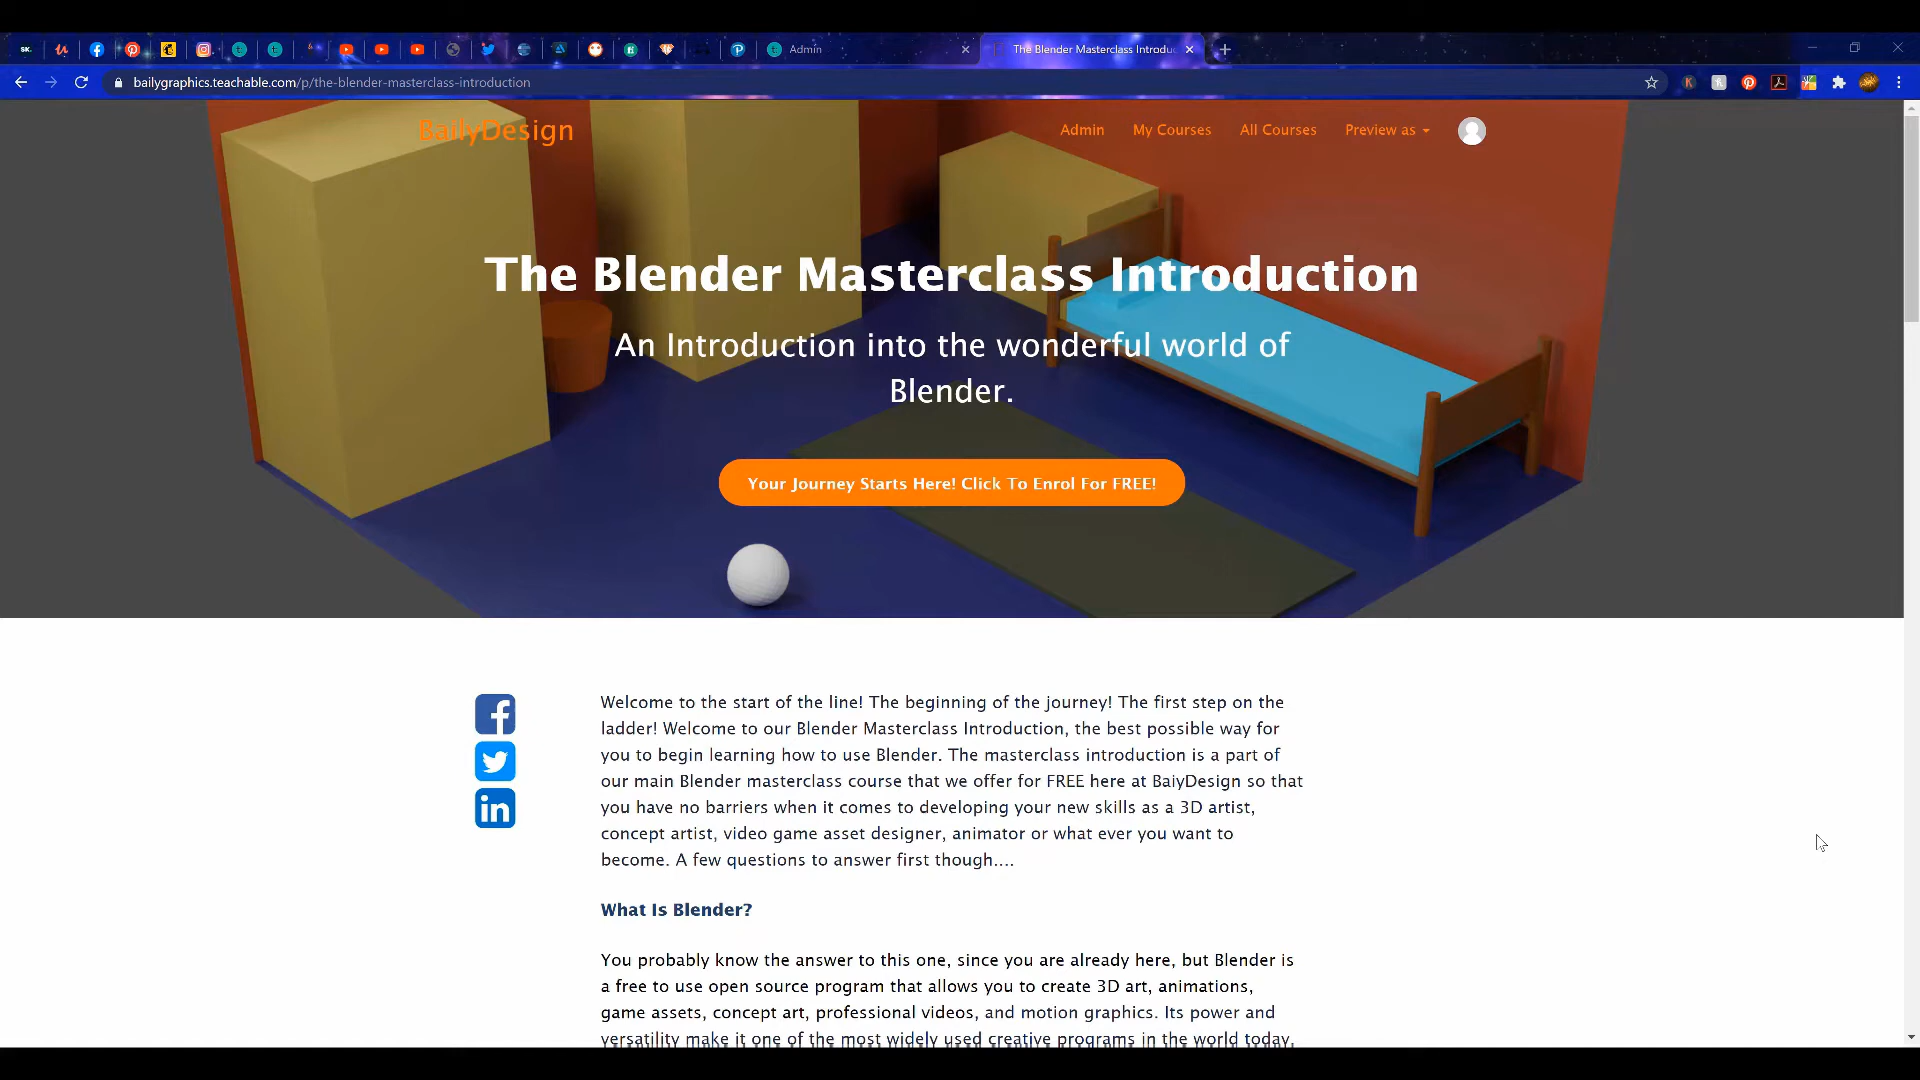 SK.
Admin
The Blender Masterclass Introdu
bailygraphics.teachable.com/p/the-blender-masterclass-introduction
BailyDesign
Admin
My Courses
All Courses
Preview as
The Blender Masterclass Introduction
An Introduction into the wonderful world of
Blender.
Your Journey Starts Here! Click To Enrol For FREE!
Welcome to the start of the line! The beginning of the journey! The first step on the
ladder! Welcome to our Blender Masterclass Introduction, the best possible way for
you to begin learning how to use Blender. The masterclass introduction is a part of
our main Blender masterclass course that we offer for FREE here at BaiyDesign so that
you have no barriers when it comes to developing your new skills as a 3D artist,
concept artist, video game asset designer, animator or what ever you want to
become. A few questions to answer first though....
What Is Blender?
You probably know the answer to this one, since you are already here, but Blender is
a free to use open source program that allows you to create 3D art, animations,
game assets, concept art, professional videos, and motion graphics. Its power and
versatility make it one of the most widely used creative programs in the world today.